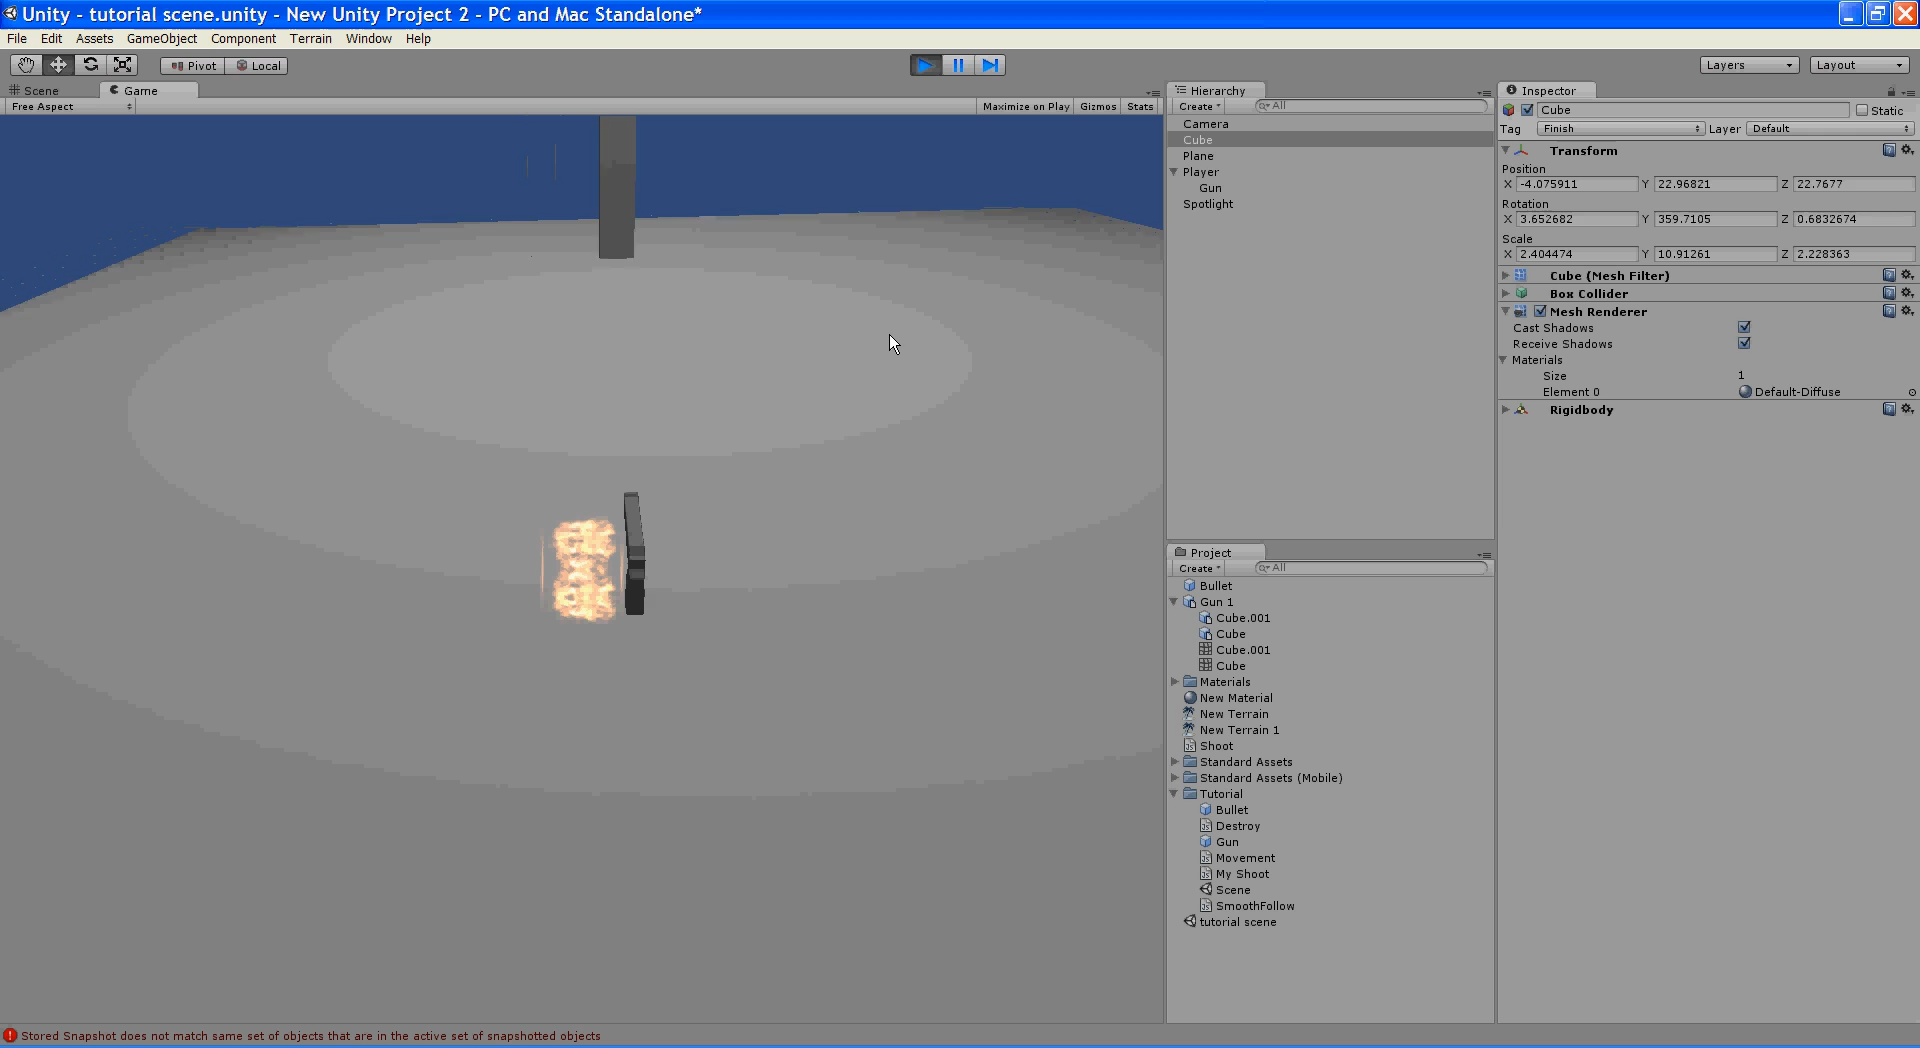 Unity - tutorial scene.unity - New Unity Project 2 - PC and Mac Standalone*
File Edit Assets GameObject Component Terrain Window Help
Pivot Local Layers Layout
Scene Game
Free Aspect Maximize on Play Gizmos Stats
Hierarchy
Create All
Camera
Cube
Plane
Player
Gun
Spotlight
Project
Create All
Bullet
Gun 1
Cube.001
Cube
Cube.001
Cube
Materials
New Material
New Terrain
New Terrain 1
Shoot
Standard Assets
Standard Assets (Mobile)
Tutorial
Bullet
Destroy
Gun
Movement
My Shoot
Scene
SmoothFollow
tutorial scene
Inspector
Cube Static
Tag Finish Layer Default
Transform
Position
X -4.075911 Y 22.96821 Z 22.7677
Rotation
X 3.652682 Y 359.7105 Z 0.6832674
Scale
X 2.404474 Y 10.91261 Z 2.228363
Cube (Mesh Filter)
Box Collider
Mesh Renderer
Cast Shadows
Receive Shadows
Materials
Size 1
Element 0 Default-Diffuse
Rigidbody
Stored Snapshot does not match same set of objects that are in the active set of snapshotted objects